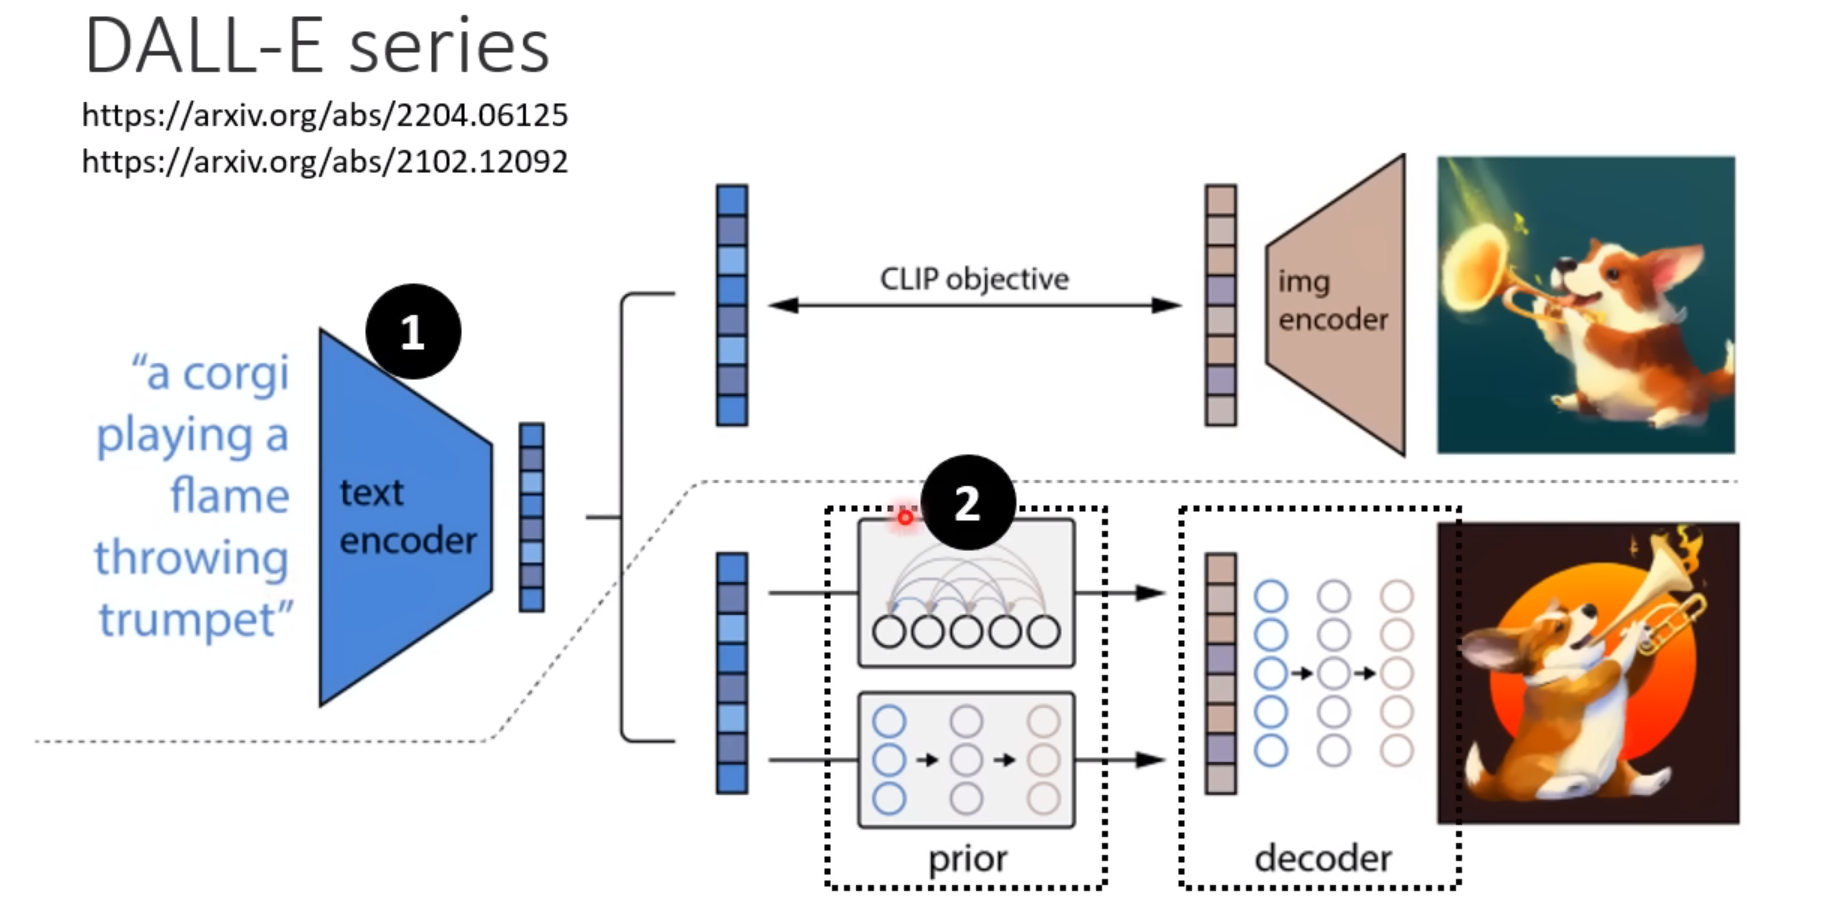 DALL-E series
https://arxiv.org/abs/2204.06125
https://arxiv.org/abs/2102.12092
1
“a corgi
playing a
flame
throwing
trumpet”
text
encoder
CLIP objective
img
encoder
2
prior
decoder